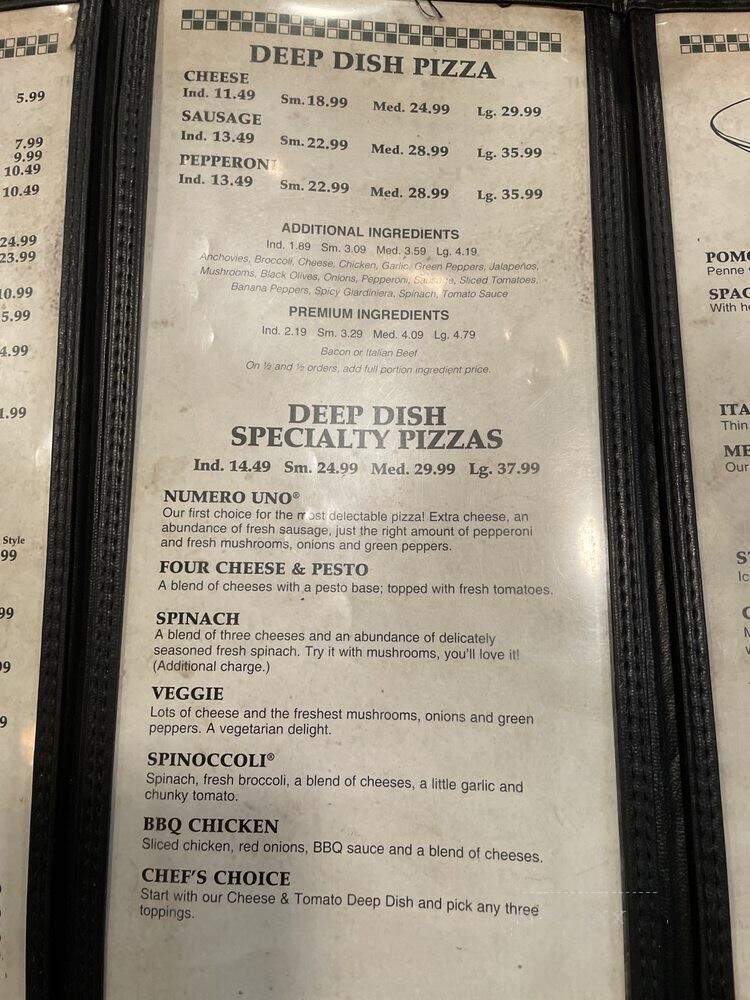 5.99
7.99
9.99
10.49
10.49
24.99
23.99
10.99
5.99
4.99
1.99
Style
99
99
99
9
DEEP DISH PIZZA
CHEESE
Ind. 11.49 Sm. 18.99 Med. 24.99 Lg. 29.99
SAUSAGE
Ind. 13.49 Sm. 22.99 Med. 28.99 Lg. 35.99
PEPPERONI
Ind. 13.49 Sm. 22.99 Med. 28.99 Lg. 35.99
ADDITIONAL INGREDIENTS
Ind. 1.89 Sm. 3.09 Med. 3.59 Lg. 4.19
Anchovies, Broccoli, Cheese, Chicken, Garlic, Green Peppers, Jalapeños,
Mushrooms, Black Olives, Onions, Pepperoni, Sausage, Sliced Tomatoes,
Banana Peppers, Spicy Giardiniera, Spinach, Tomato Sauce
PREMIUM INGREDIENTS
Ind. 2.19 Sm. 3.29 Med. 4.09 Lg. 4.79
Bacon or Italian Beef
On ½ and ½ orders, add full portion ingredient price.
DEEP DISH
SPECIALTY PIZZAS
Ind. 14.49 Sm. 24.99 Med. 29.99 Lg. 37.99
NUMERO UNO®
Our first choice for the most delectable pizza! Extra cheese, an
abundance of fresh sausage, just the right amount of pepperoni
and fresh mushrooms, onions and green peppers.
FOUR CHEESE & PESTO
A blend of cheeses with a pesto base; topped with fresh tomatoes.
SPINACH
A blend of three cheeses and an abundance of delicately
seasoned fresh spinach. Try it with mushrooms, you'll love it!
(Additional charge.)
VEGGIE
Lots of cheese and the freshest mushrooms, onions and green
peppers. A vegetarian delight.
SPINOCCOLI®
Spinach, fresh broccoli, a blend of cheeses, a little garlic and
chunky tomato.
BBQ CHICKEN
Sliced chicken, red onions, BBQ sauce and a blend of cheeses.
CHEF'S CHOICE
Start with our Cheese & Tomato Deep Dish and pick any three
toppings.
POMO
Penne
SPAG
With he
ITA
Thin
ME
Our
ST
Ic